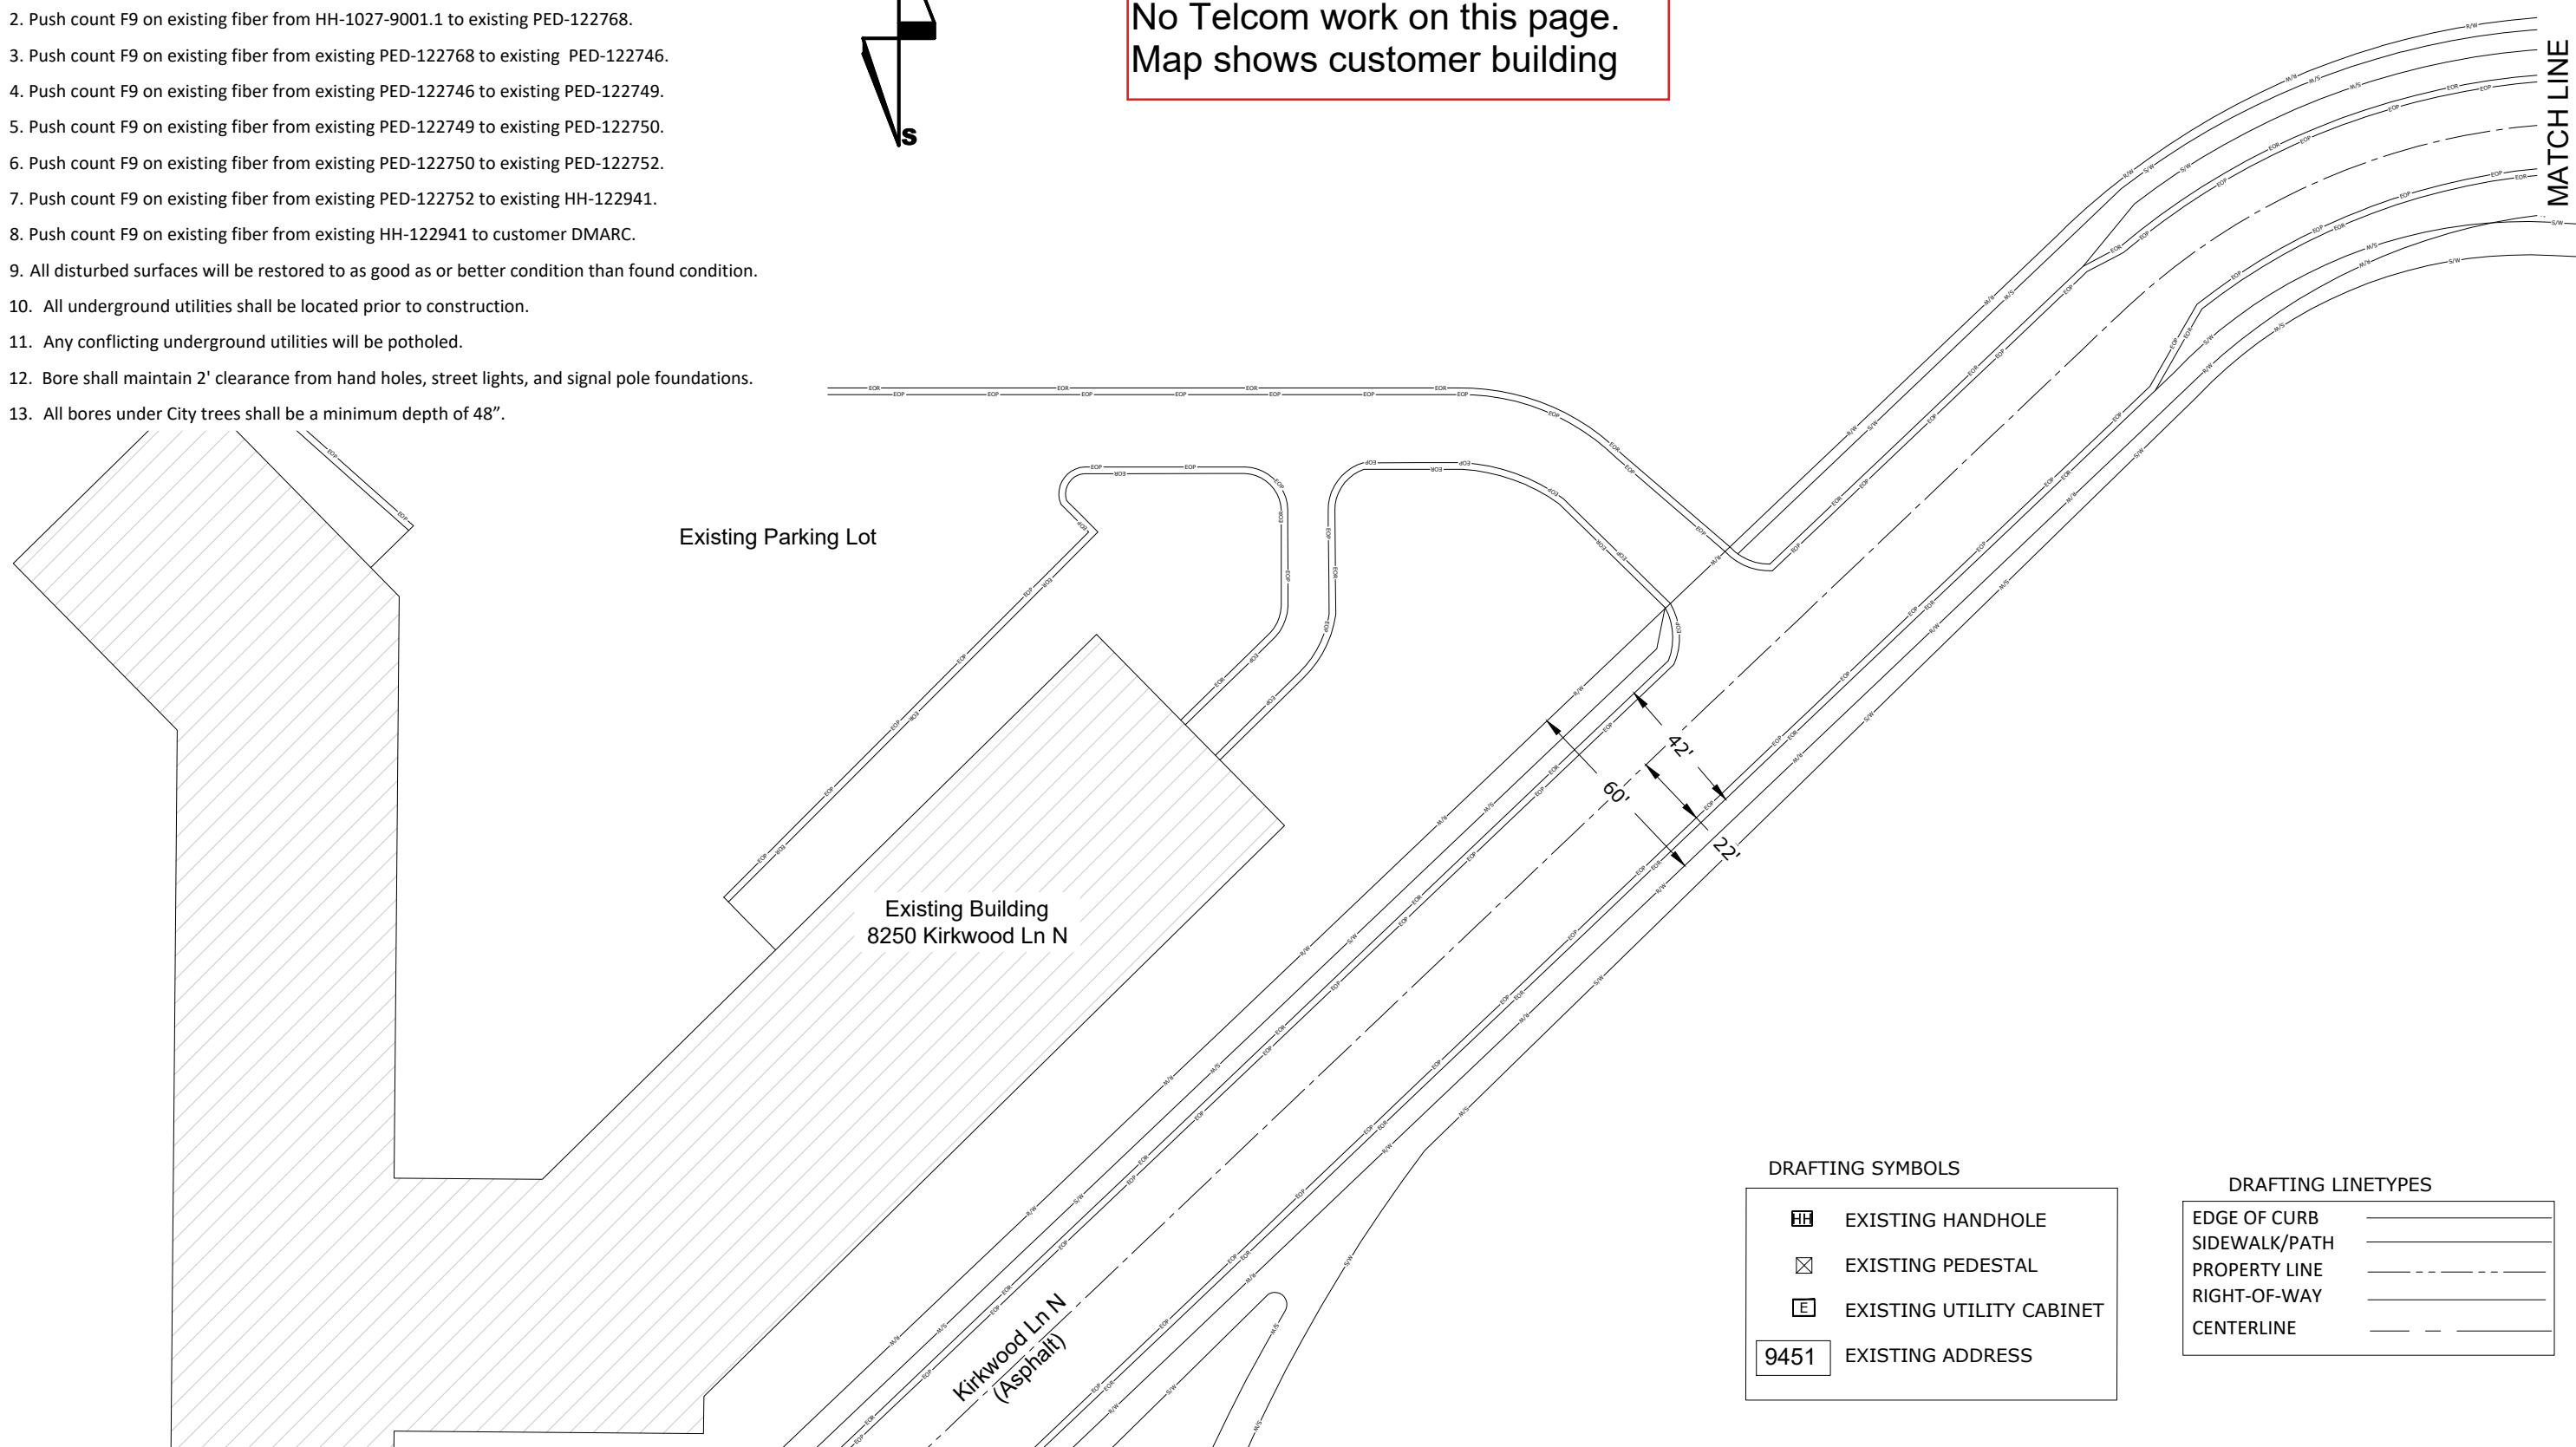 2. Push count F9 on existing fiber from HH-1027-9001.1 to existing PED-122768.
3. Push count F9 on existing fiber from existing PED-122768 to existing PED-122746.
4. Push count F9 on existing fiber from existing PED-122746 to existing PED-122749.
5. Push count F9 on existing fiber from existing PED-122749 to existing PED-122750.
6. Push count F9 on existing fiber from existing PED-122750 to existing PED-122752.
7. Push count F9 on existing fiber from existing PED-122752 to existing HH-122941.
8. Push count F9 on existing fiber from existing HH-122941 to customer DMARC.
9. All disturbed surfaces will be restored to as good as or better condition than found condition.
10. All underground utilities shall be located prior to construction.
11. Any conflicting underground utilities will be potholed.
12. Bore shall maintain 2' clearance from hand holes, street lights, and signal pole foundations.
13. All bores under City trees shall be a minimum depth of 48”.
S
No Telcom work on this page.
Map shows customer building
MATCH LINE
Existing Parking Lot
Existing Building
8250 Kirkwood Ln N
42'
60'
22'
Kirkwood Ln N
(Asphalt)
DRAFTING SYMBOLS
HH EXISTING HANDHOLE
EXISTING PEDESTAL
E EXISTING UTILITY CABINET
9451 EXISTING ADDRESS
DRAFTING LINETYPES
EDGE OF CURB
SIDEWALK/PATH
PROPERTY LINE
RIGHT-OF-WAY
CENTERLINE